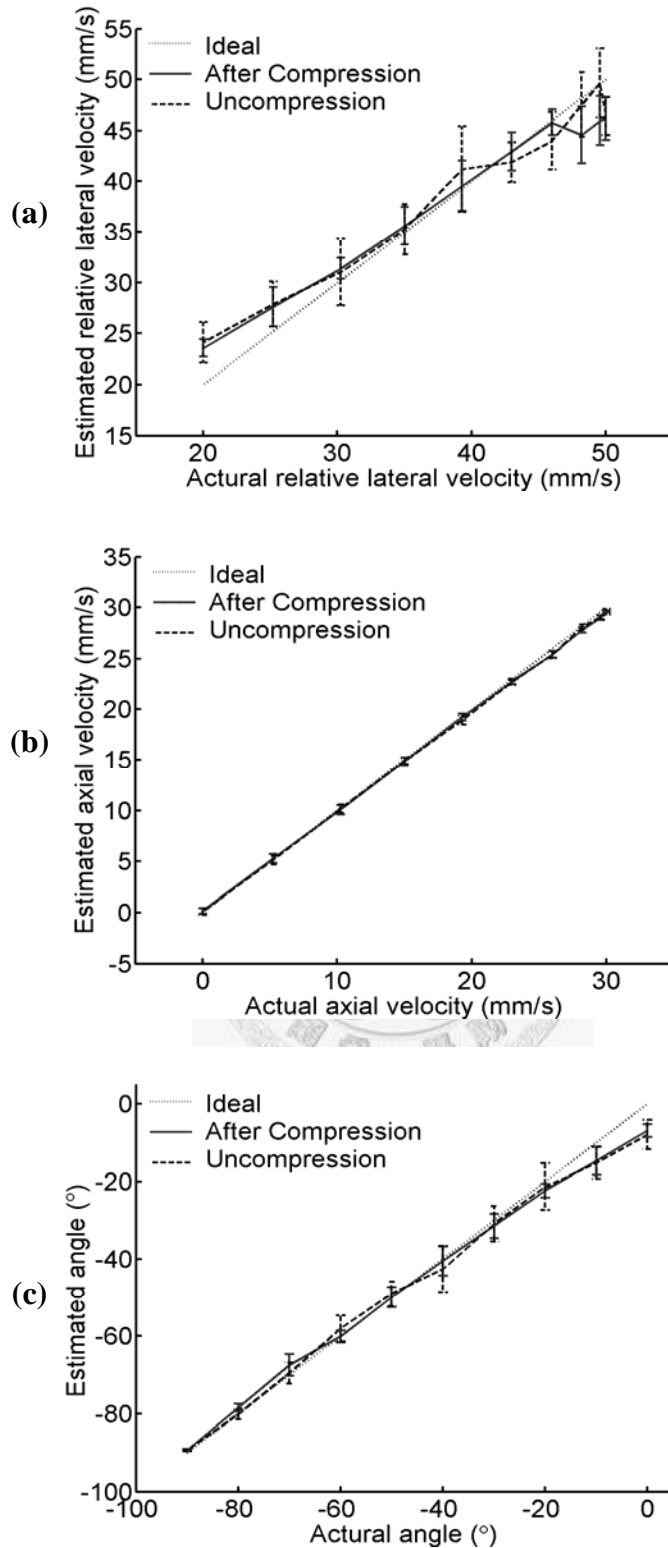 (a)
Estimated relative lateral velocity (mm/s)
Ideal
After Compression
Uncompression
55
50
45
40
35
30
25
20
15
20
30
40
50
Actural relative lateral velocity (mm/s)
(b)
Estimated axial velocity (mm/s)
Ideal
After Compression
Uncompression
35
30
25
20
15
10
5
0
-5
0
10
20
30
Actual axial velocity (mm/s)
(c)
Estimated angle (°)
Ideal
After Compression
Uncompression
0
-20
-40
-60
-80
-100
-100
-80
-60
-40
-20
0
Actural angle (°)